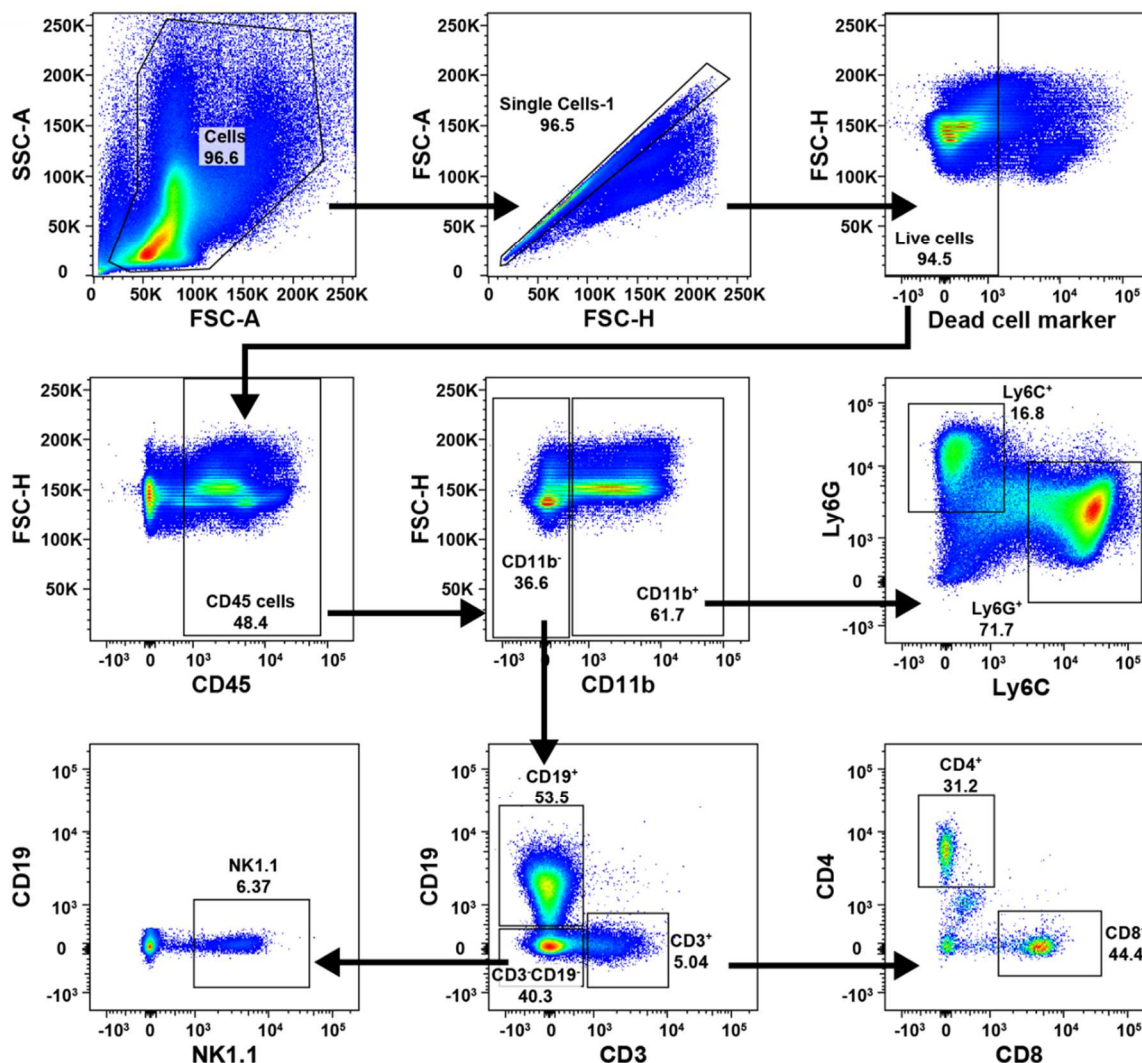 250K
200K
150K
100K
50K
0
SSC-A
Cells
96.6
0 50K 100K 150K 200K 250K
FSC-A
250K
200K
150K
100K
50K
0
FSC-A
Single Cells-1
96.5
0 50K 100K 150K 200K 250K
FSC-H
250K
200K
150K
100K
50K
0
FSC-H
Live cells
94.5
-10³ 0 10³ 10⁴ 10⁵
Dead cell marker
250K
200K
150K
100K
50K
FSC-H
CD45 cells
48.4
-10³ 0 10³ 10⁴ 10⁵
CD45
250K
200K
150K
100K
50K
FSC-H
CD11b⁻
36.6
CD11b⁺
61.7
-10³ 0 10³ 10⁴ 10⁵
CD11b
10⁵
10⁴
10³
0
-10³
Ly6G
Ly6C⁺
16.8
Ly6G⁺
71.7
-10³ 0 10³ 10⁴ 10⁵
Ly6C
10⁵
10⁴
10³
0
-10³
CD19
NK1.1
6.37
-10³ 0 10³ 10⁴ 10⁵
NK1.1
10⁵
10⁴
10³
0
-10³
CD19
CD19⁺
53.5
CD3⁺
5.04
CD3⁻CD19⁻
40.3
-10³ 0 10³ 10⁴ 10⁵
CD3
10⁵
10⁴
10³
0
-10³
CD4
CD4⁺
31.2
CD8⁺
44.4
-10³ 0 10³ 10⁴ 10⁵
CD8